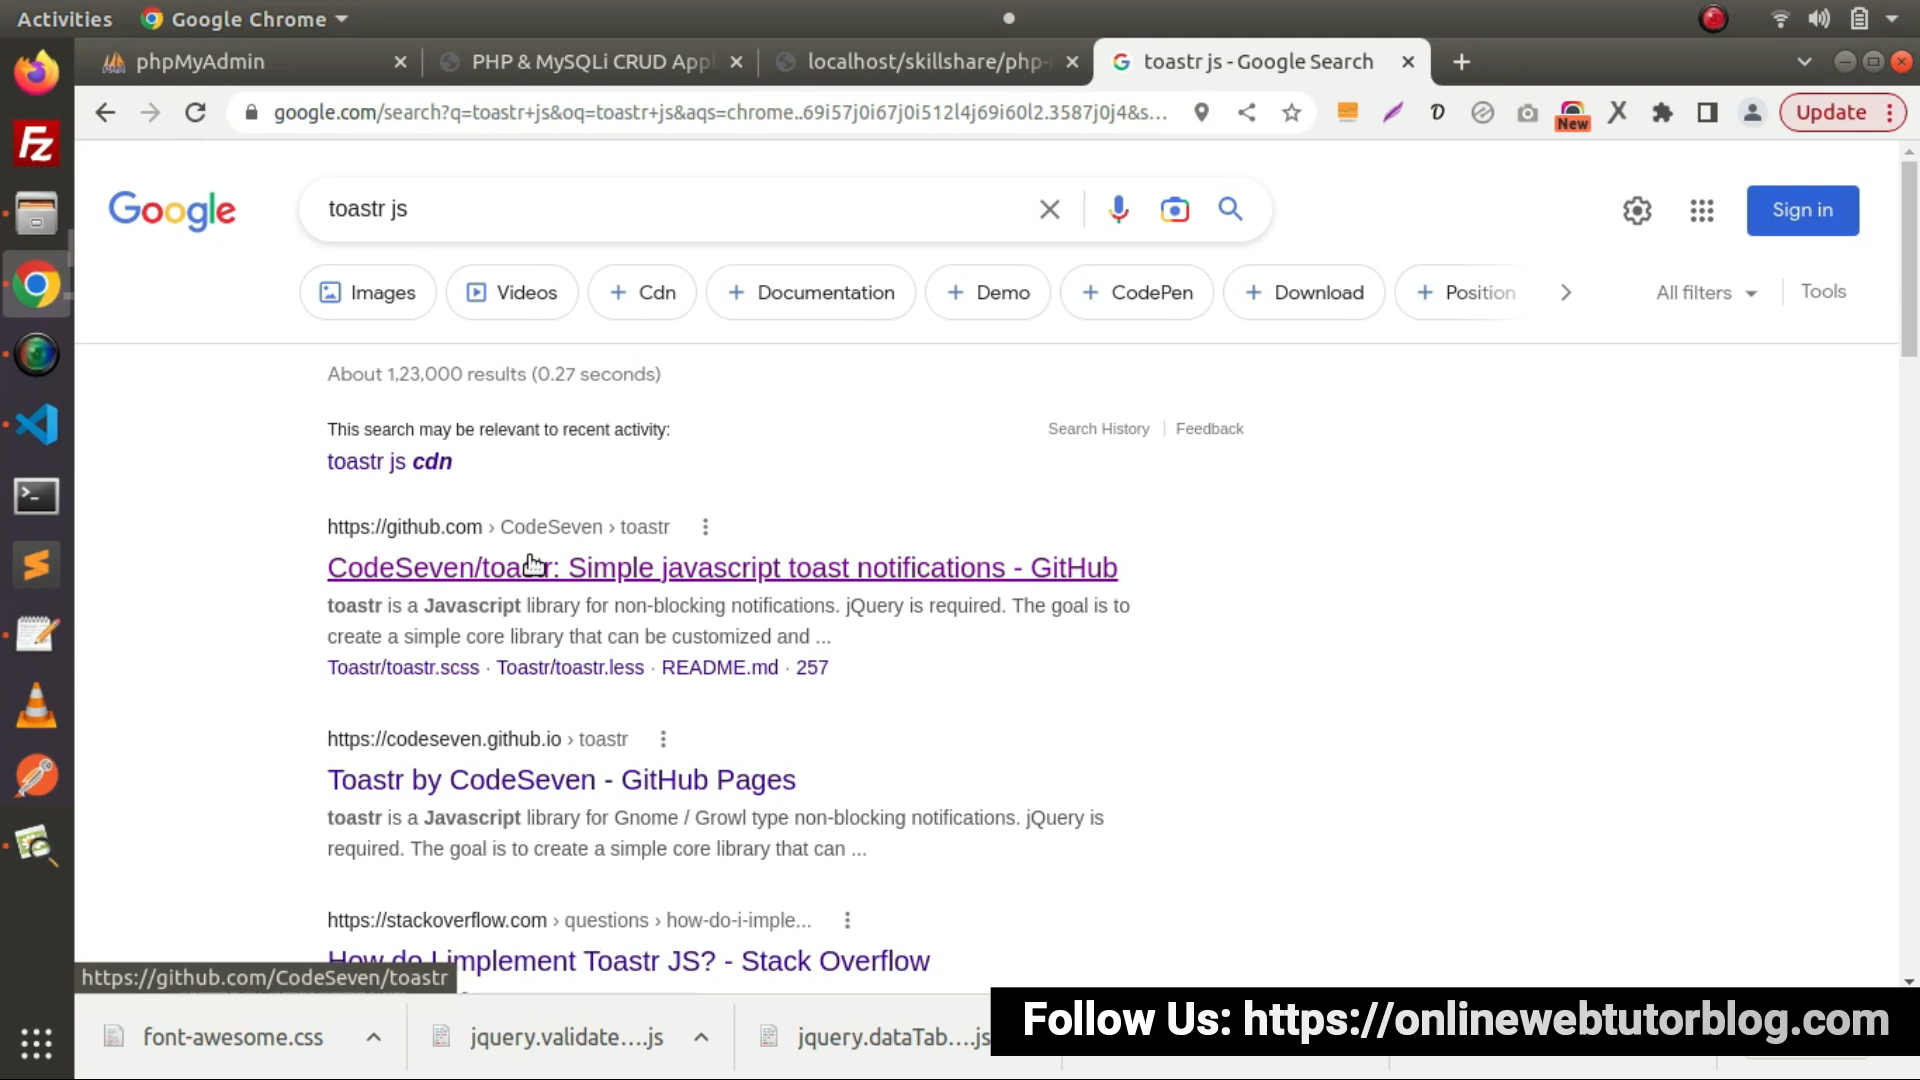 Activities
Google Chrome
phpMyAdmin
PHP & MySQLi CRUD Appl
localhost/skillshare/php-
toastr js - Google Search
google.com/search?q=toastr+js&oq=toastr+js&aqs=chrome..69i57j0i67j0i512l4j69i60l2.3587j0j4&s...
New
Update
Google
toastr js
Sign in
Images
Videos
Cdn
Documentation
Demo
CodePen
Download
Position
All filters
Tools
About 1,23,000 results (0.27 seconds)
This search may be relevant to recent activity:
Search History
Feedback
toastr js cdn
https://github.com › CodeSeven › toastr
CodeSeven/toastr: Simple javascript toast notifications - GitHub
toastr is a Javascript library for non-blocking notifications. jQuery is required. The goal is to
create a simple core library that can be customized and ...
Toastr/toastr.scss · Toastr/toastr.less · README.md · 257
https://codeseven.github.io › toastr
Toastr by CodeSeven - GitHub Pages
toastr is a Javascript library for Gnome / Growl type non-blocking notifications. jQuery is
required. The goal is to create a simple core library that can ...
https://stackoverflow.com › questions › how-do-i-imple...
How do I implement Toastr JS? - Stack Overflow
https://github.com/CodeSeven/toastr
font-awesome.css
jquery.validate....js
jquery.dataTab....js
Follow Us: https://onlinewebtutorblog.com